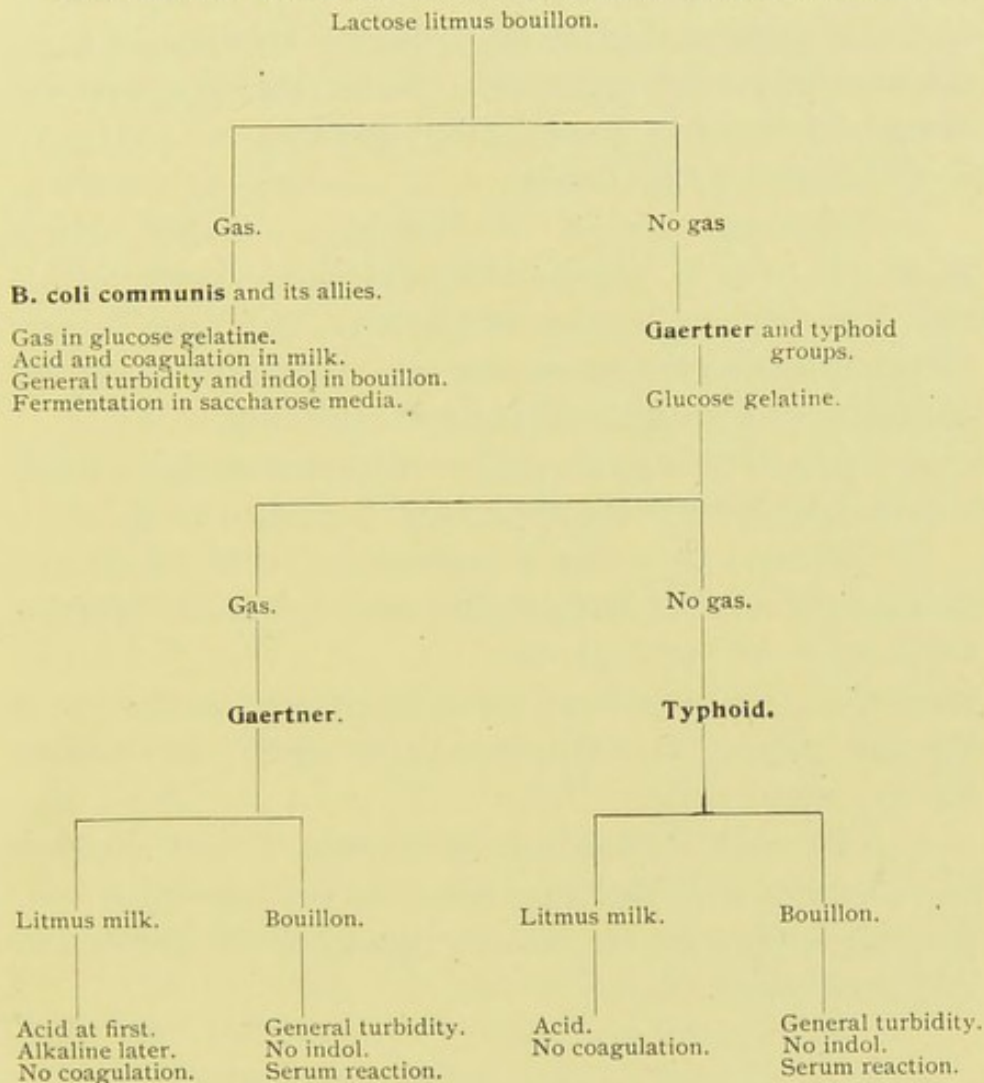 Lactose litmus bouillon.
Gas.
No gas
B. coli communis and its allies.
Gas in glucose gelatine.
Acid and coagulation in milk.
General turbidity and indol in bouillon.
Fermentation in saccharose media.
Gaertner and typhoid
groups.
Glucose gelatine.
Gas.
No gas.
Gaertner.
Typhoid.
Litmus milk.
Bouillon.
Litmus milk.
Bouillon.
Acid at first.
Alkaline later.
No coagulation.
General turbidity.
No indol.
Serum reaction.
Acid.
No coagulation.
General turbidity.
No indol.
Serum reaction.